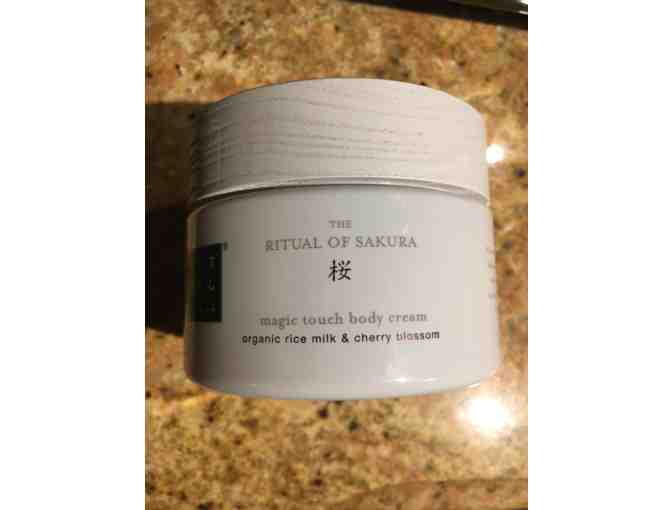 THE
RITUAL OF SAKURA
桜
magic touch body cream
organic rice milk & cherry blossom